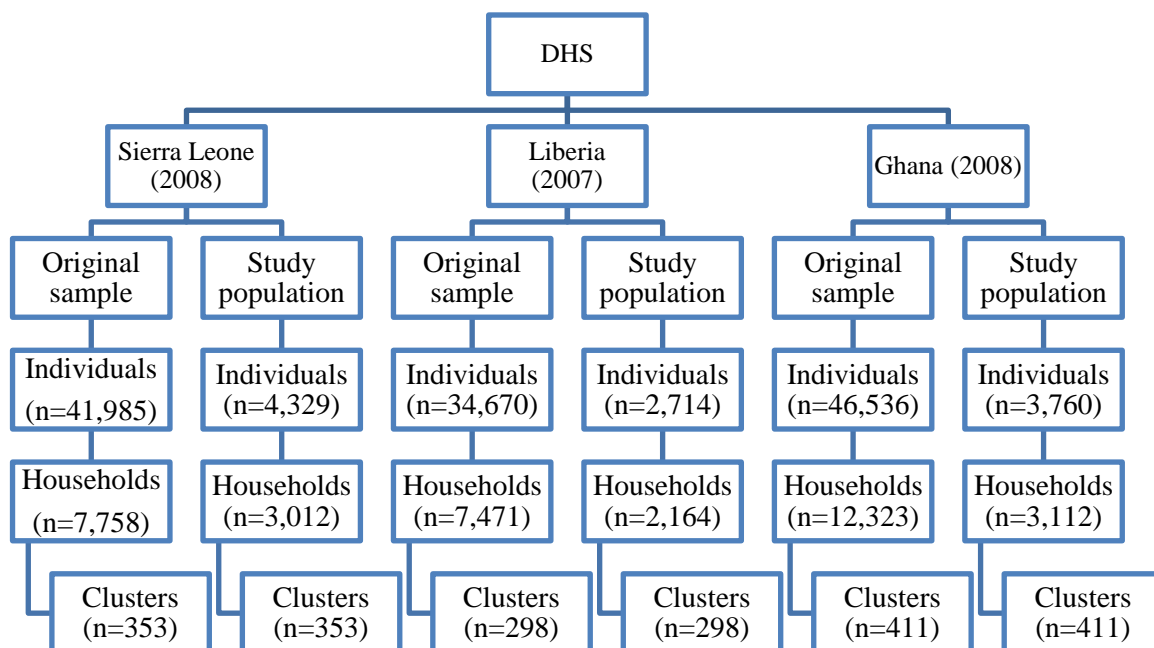 DHS
Sierra Leone
(2008)
Liberia
(2007)
Ghana (2008)
Original
sample
Study
population
Original
sample
Study
population
Original
sample
Study
population
Individuals
(n=41,985)
Individuals
(n=4,329)
Individuals
(n=34,670)
Individuals
(n=2,714)
Individuals
(n=46,536)
Individuals
(n=3,760)
Households
(n=7,758)
Households
(n=3,012)
Households
(n=7,471)
Households
(n=2,164)
Households
(n=12,323)
Households
(n=3,112)
Clusters
(n=353)
Clusters
(n=353)
Clusters
(n=298)
Clusters
(n=298)
Clusters
(n=411)
Clusters
(n=411)